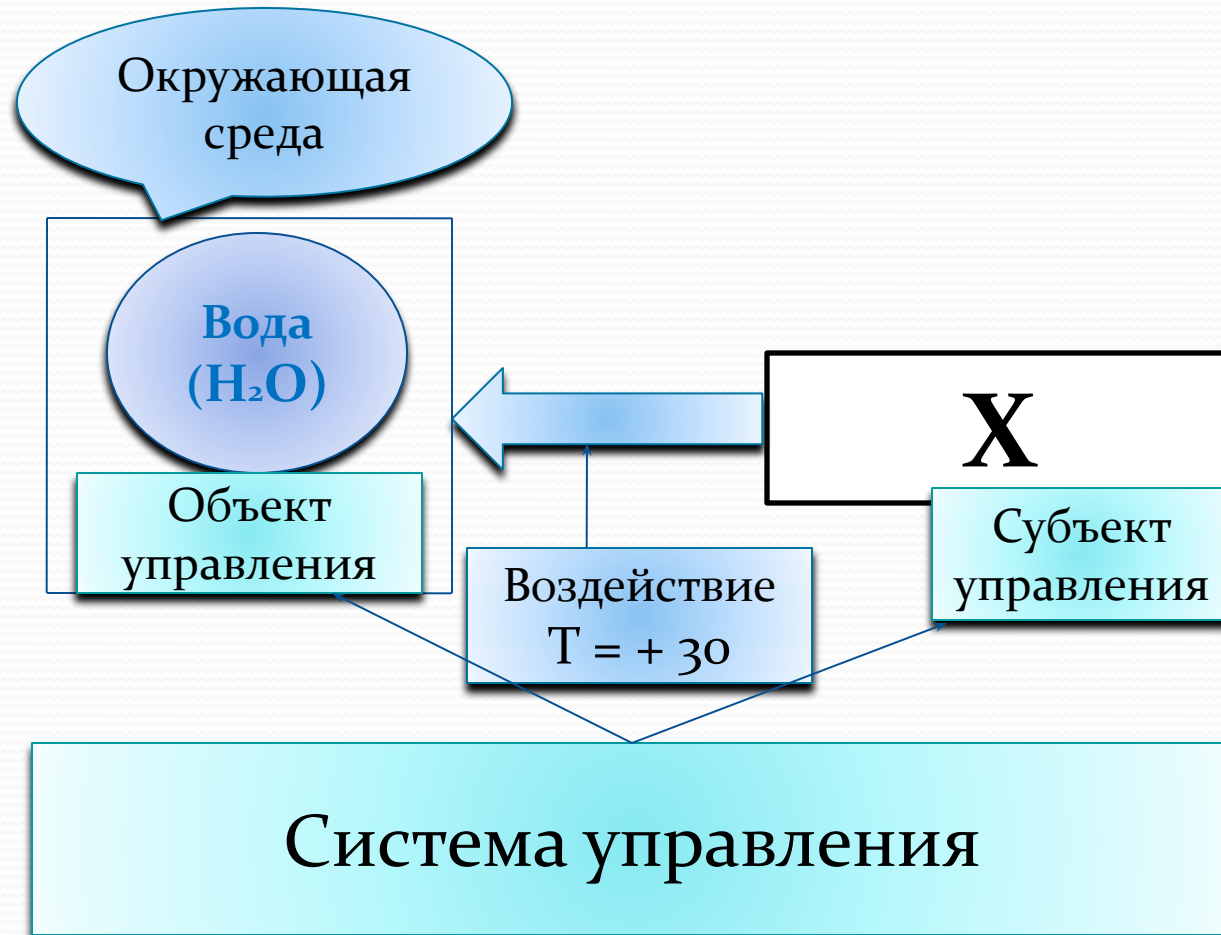 Окружающая
среда
Вода
(H₂O)
X
Объект
управления
Субъект
управления
Воздействие
T = + 30
Система управления